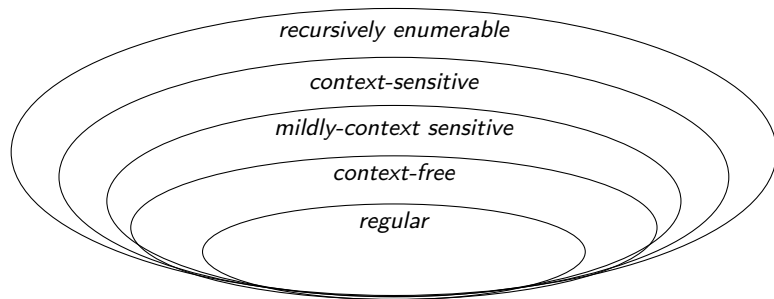 recursively enumerable
context-sensitive
mildly-context sensitive
context-free
regular